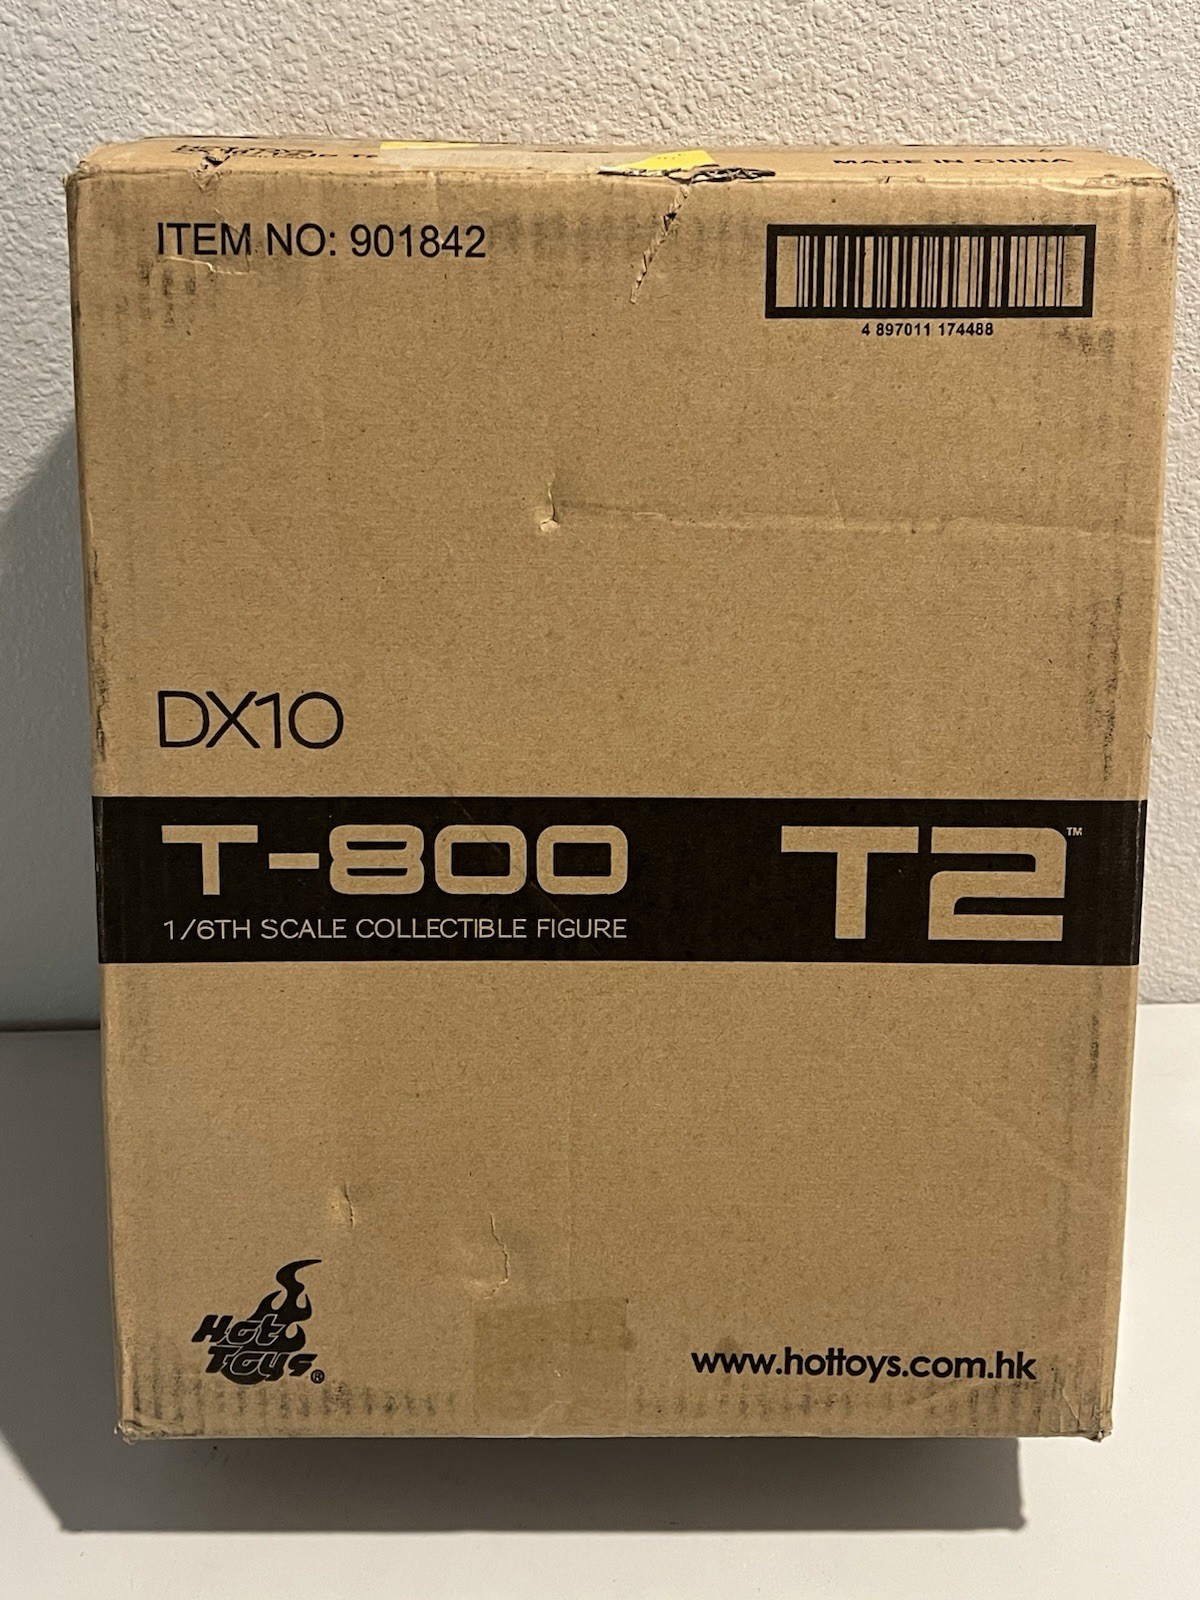 MADE IN CHINA
ITEM NO: 901842
4 897011 174488
DX10
T-800
1/6TH SCALE COLLECTIBLE FIGURE
T2™
Hot
Toys®
www.hottoys.com.hk